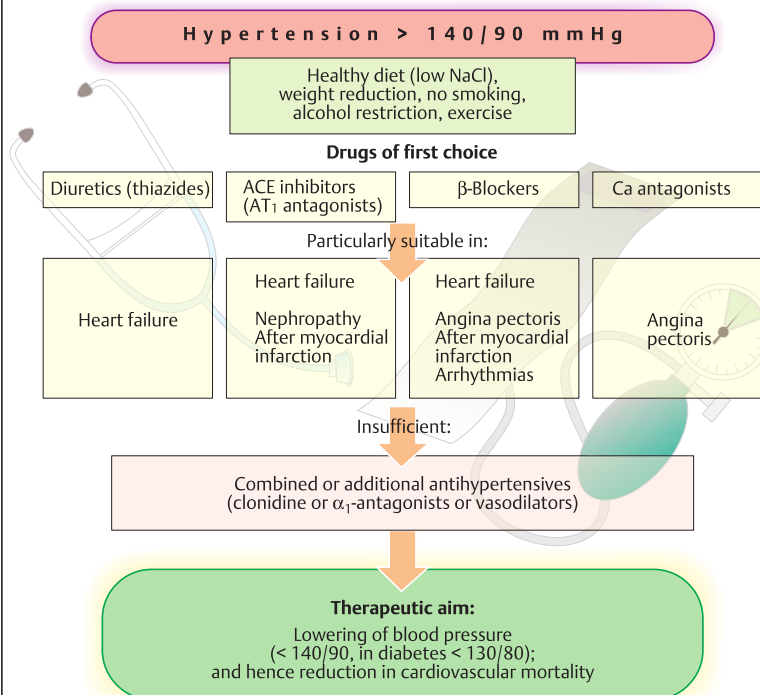 Hypertension > 140/90 mmHg
Healthy diet (low NaCl),
weight reduction, no smoking,
alcohol restriction, exercise
Drugs of first choice
Diuretics (thiazides)
ACE inhibitors
(AT₁ antagonists)
β-Blockers
Ca antagonists
Particularly suitable in:
Heart failure
Heart failure
Nephropathy
After myocardial
infarction
Heart failure
Angina pectoris
After myocardial
infarction
Arrhythmias
Angina
pectoris
Insufficient:
Combined or additional antihypertensives
(clonidine or α₁-antagonists or vasodilators)
Therapeutic aim:
Lowering of blood pressure
(< 140/90, in diabetes < 130/80);
and hence reduction in cardiovascular mortality